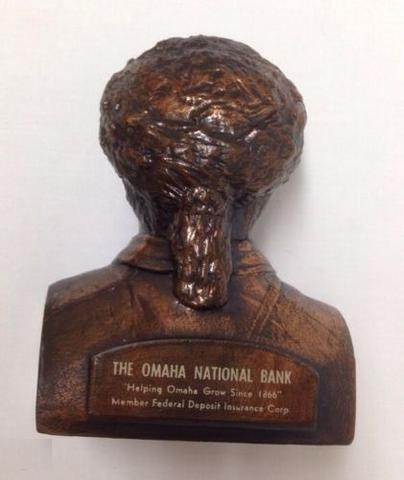 THE OMAHA NATIONAL BANK
"Helping Omaha Grow Since 1866"
Member Federal Deposit Insurance Corp.